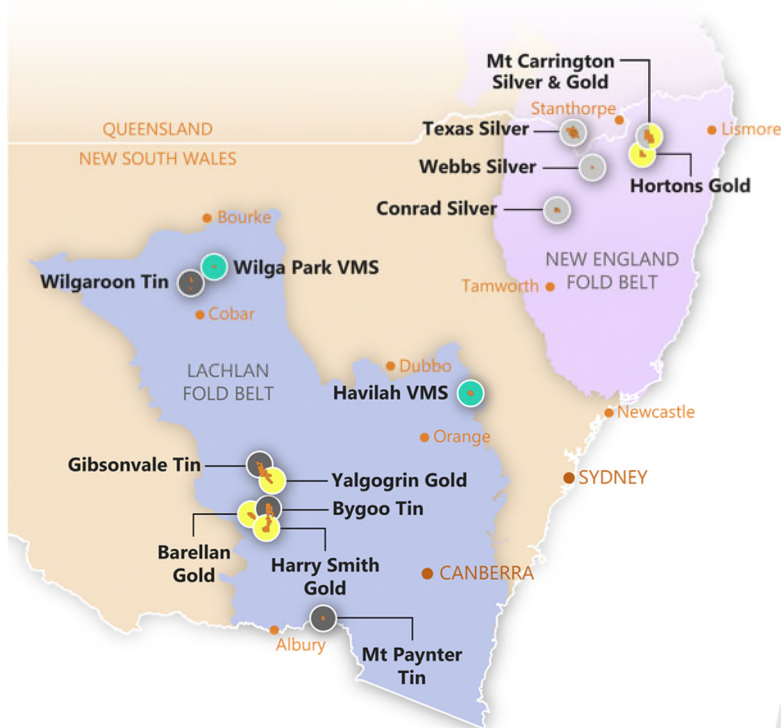 Mt Carrington
Silver & Gold
Stanthorpe
Texas Silver
Lismore
QUEENSLAND
NEW SOUTH WALES
Webbs Silver
Hortons Gold
Conrad Silver
Bourke
NEW ENGLAND
FOLD BELT
Wilga Park VMS
Wilgaroon Tin
Tamworth
Cobar
Dubbo
LACHLAN
FOLD BELT
Havilah VMS
Newcastle
Orange
Gibsonvale Tin
Yalgogrin Gold
SYDNEY
Bygoo Tin
Barellan
Gold
Harry Smith
Gold
CANBERRA
Albury
Mt Paynter
Tin